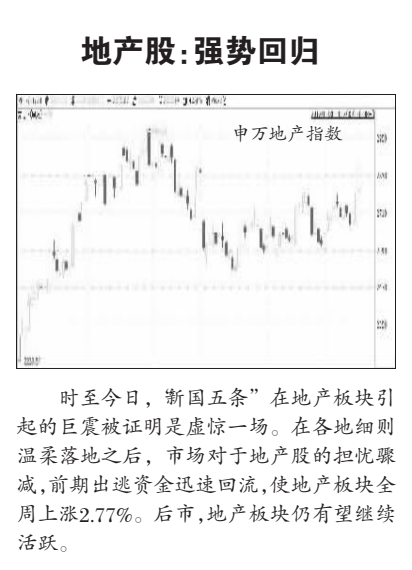 地产股:强势回归
申万地产指数
时至今日，“新国五条”在地产板块引
起的巨震被证明是虚惊一场。在各地细则
温柔落地之后，市场对于地产股的担忧骤
减,前期出逃资金迅速回流,使地产板块全
周上涨2.77%。后市,地产板块仍有望继续
活跃。